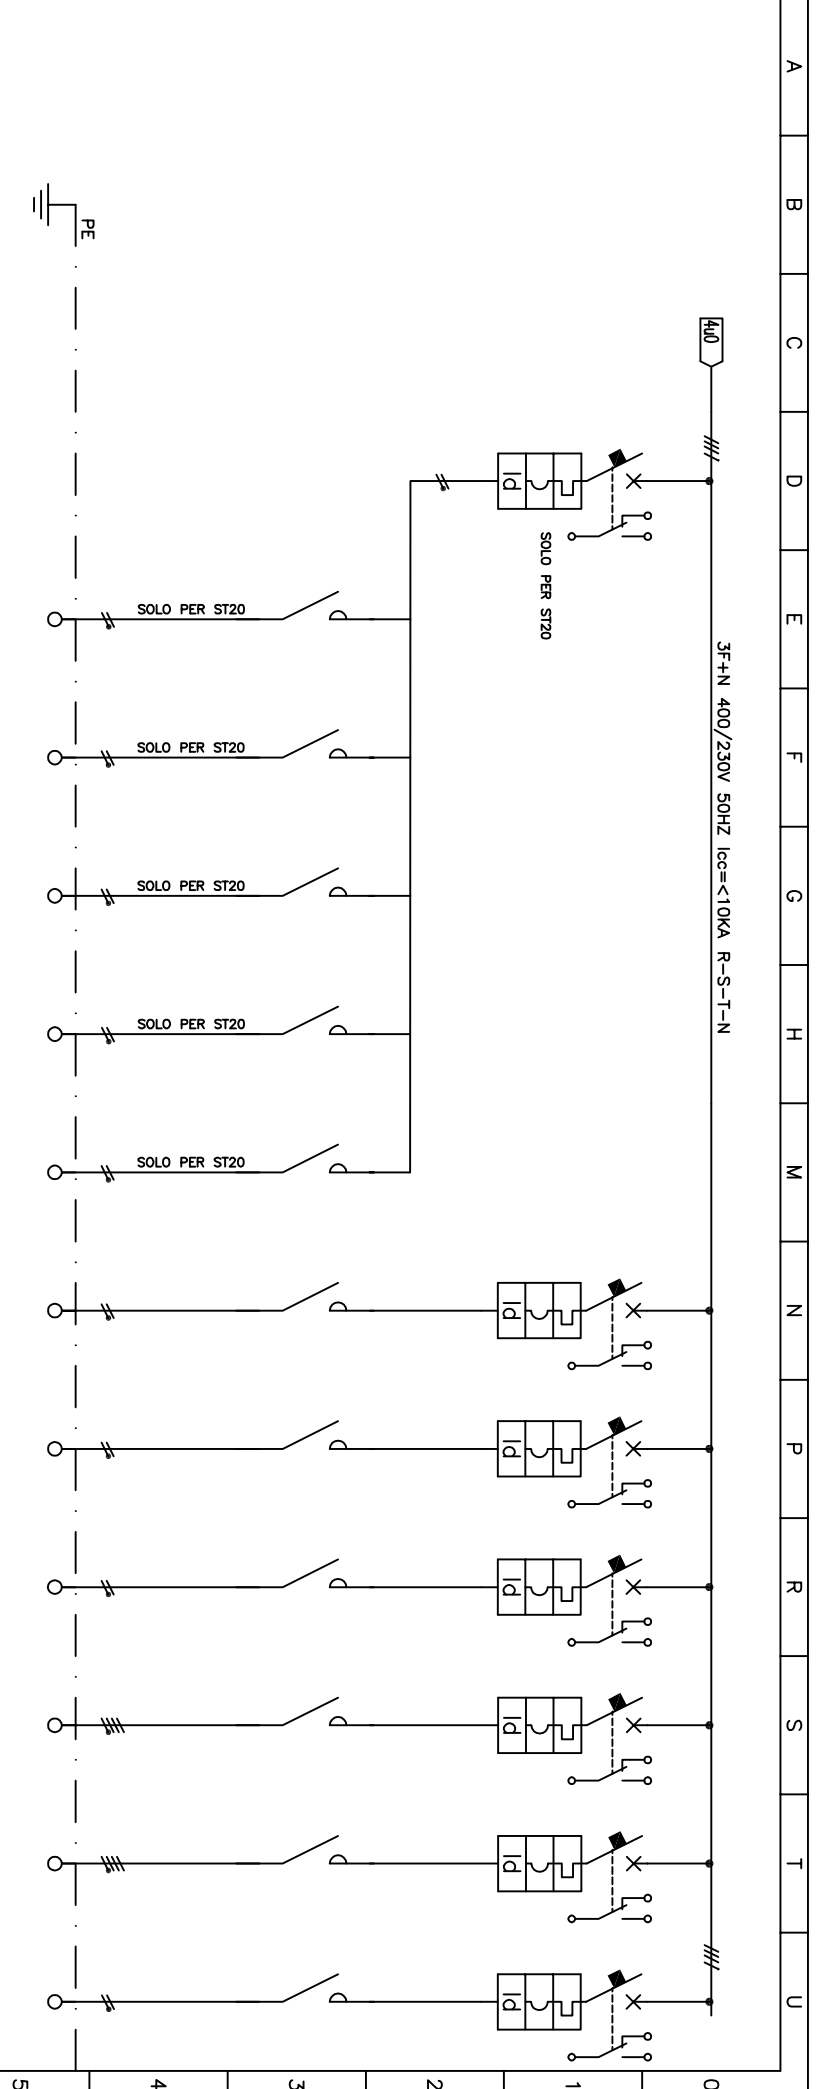 A
B
C
D
E
F
G
H
M
N
P
R
S
T
U
0
1
2
3
4
5
4u0
3F+N 400/230V 50HZ Icc=<10KA R-S-T-N
Id
SOLO PER ST20
Id
Id
Id
Id
Id
Id
SOLO PER ST20
SOLO PER ST20
SOLO PER ST20
SOLO PER ST20
SOLO PER ST20
PE